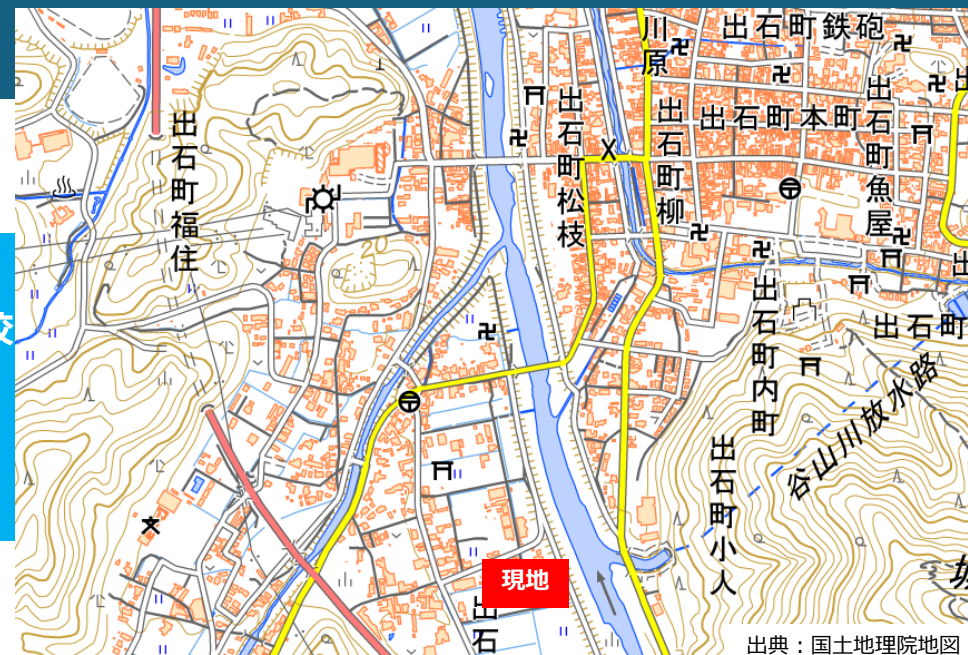 川原
出石町鉄砲
出石町本町
出石町魚屋
出石町柳
出石町松枝
出石町福住
20
校
出石町内町
出石町
谷山川放水路
出石町小人
現地
出石
出典：国土地理院地図